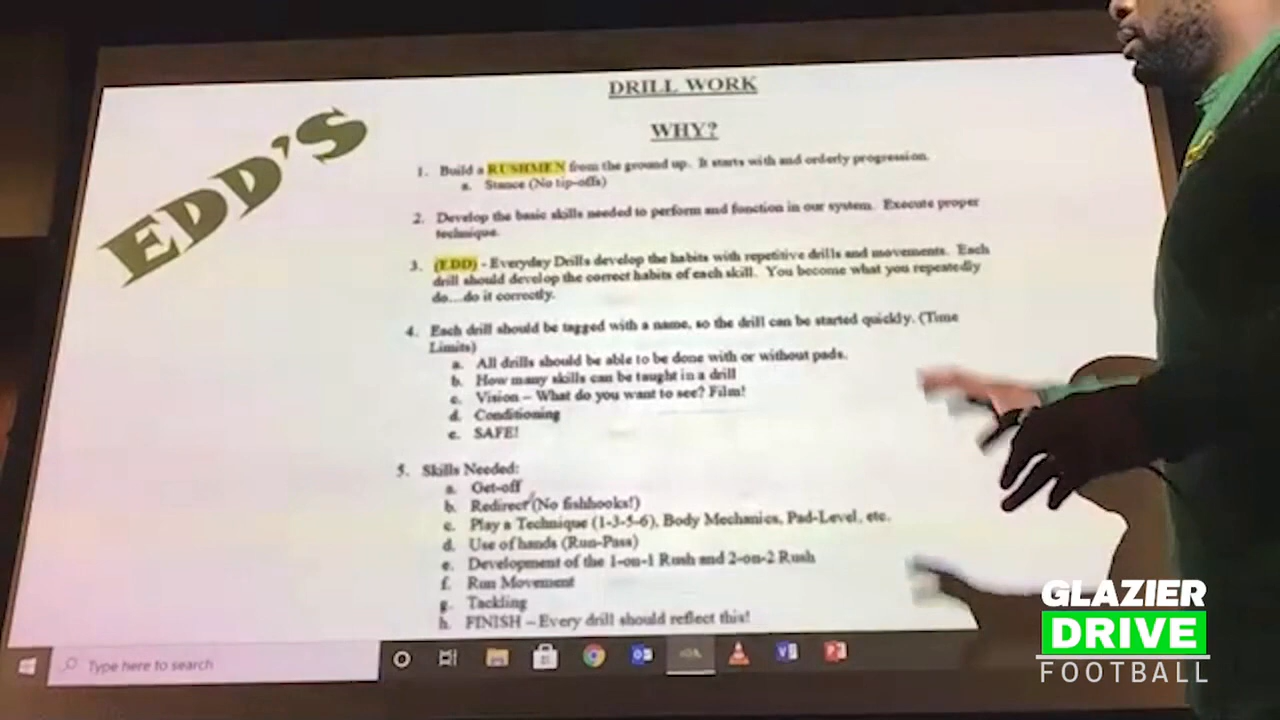 EDD'S
DRILL WORK
WHY?
1. Build a RUSHMEN from the ground up. It starts with and orderly progression.
a. Stance (No tip-offs)
2. Develop the basic skills needed to perform and fonction in our system. Execute proper
technique.
3. (EDD) - Everyday Drills develop the habits with repetitive drills and movements. Each
drill should develop the correct habits of each skill. You become what you repeatedly
do....do it correctly.
4. Each drill should be tagged with a name, so the drill can be started quickly. (Time
Limits)
a. All drills should be able to be done with or without pads.
b. How many skills can be taught in a drill
c. Vision – What do you want to see? Film!
d. Conditioning
e. SAFE!
5. Skills Needed:
a. Get-off
b. Redirect (No fishhooks!)
c. Play a Technique (1-3-5-6), Body Mechanics, Pad-Level, etc.
d. Use of hands (Run-Pass)
e. Development of the 1-on-1 Rush and 2-on-2 Rush
f. Run Movement
g. Tackling
h. FINISH – Every drill should reflect this!
Type here to search
GLAZIER
DRIVE
FOOTBALL